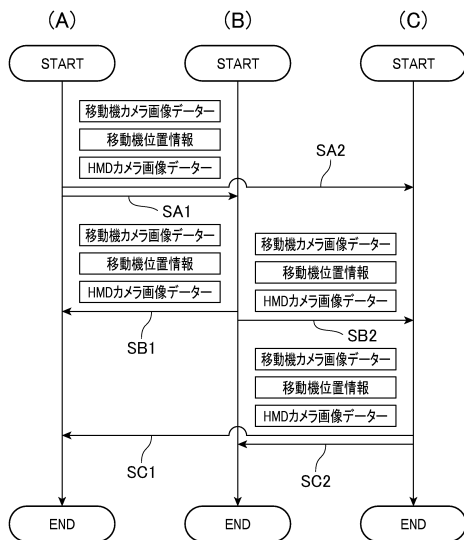 (A)
(B)
(C)
START
START
START
移動機カメラ画像データー
移動機位置情報
HMDカメラ画像データー
SA2
SA1
移動機カメラ画像データー
移動機位置情報
HMDカメラ画像データー
移動機カメラ画像データー
移動機位置情報
HMDカメラ画像データー
SB1
SB2
移動機カメラ画像データー
移動機位置情報
HMDカメラ画像データー
SC1
SC2
END
END
END